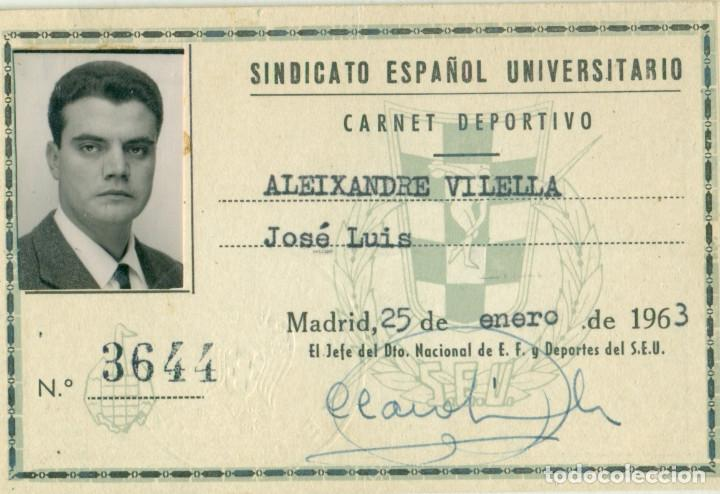 SINDICATO ESPAÑOL UNIVERSITARIO
CARNET DEPORTIVO
ALEIXANDRE VILELLA
José Luis
Madrid, 25 de enero de 1963
El Jefe del Dto. Nacional de E. F. y Deportes del S.E.U.
N.º 3644
S.E.U.
todocoleccion